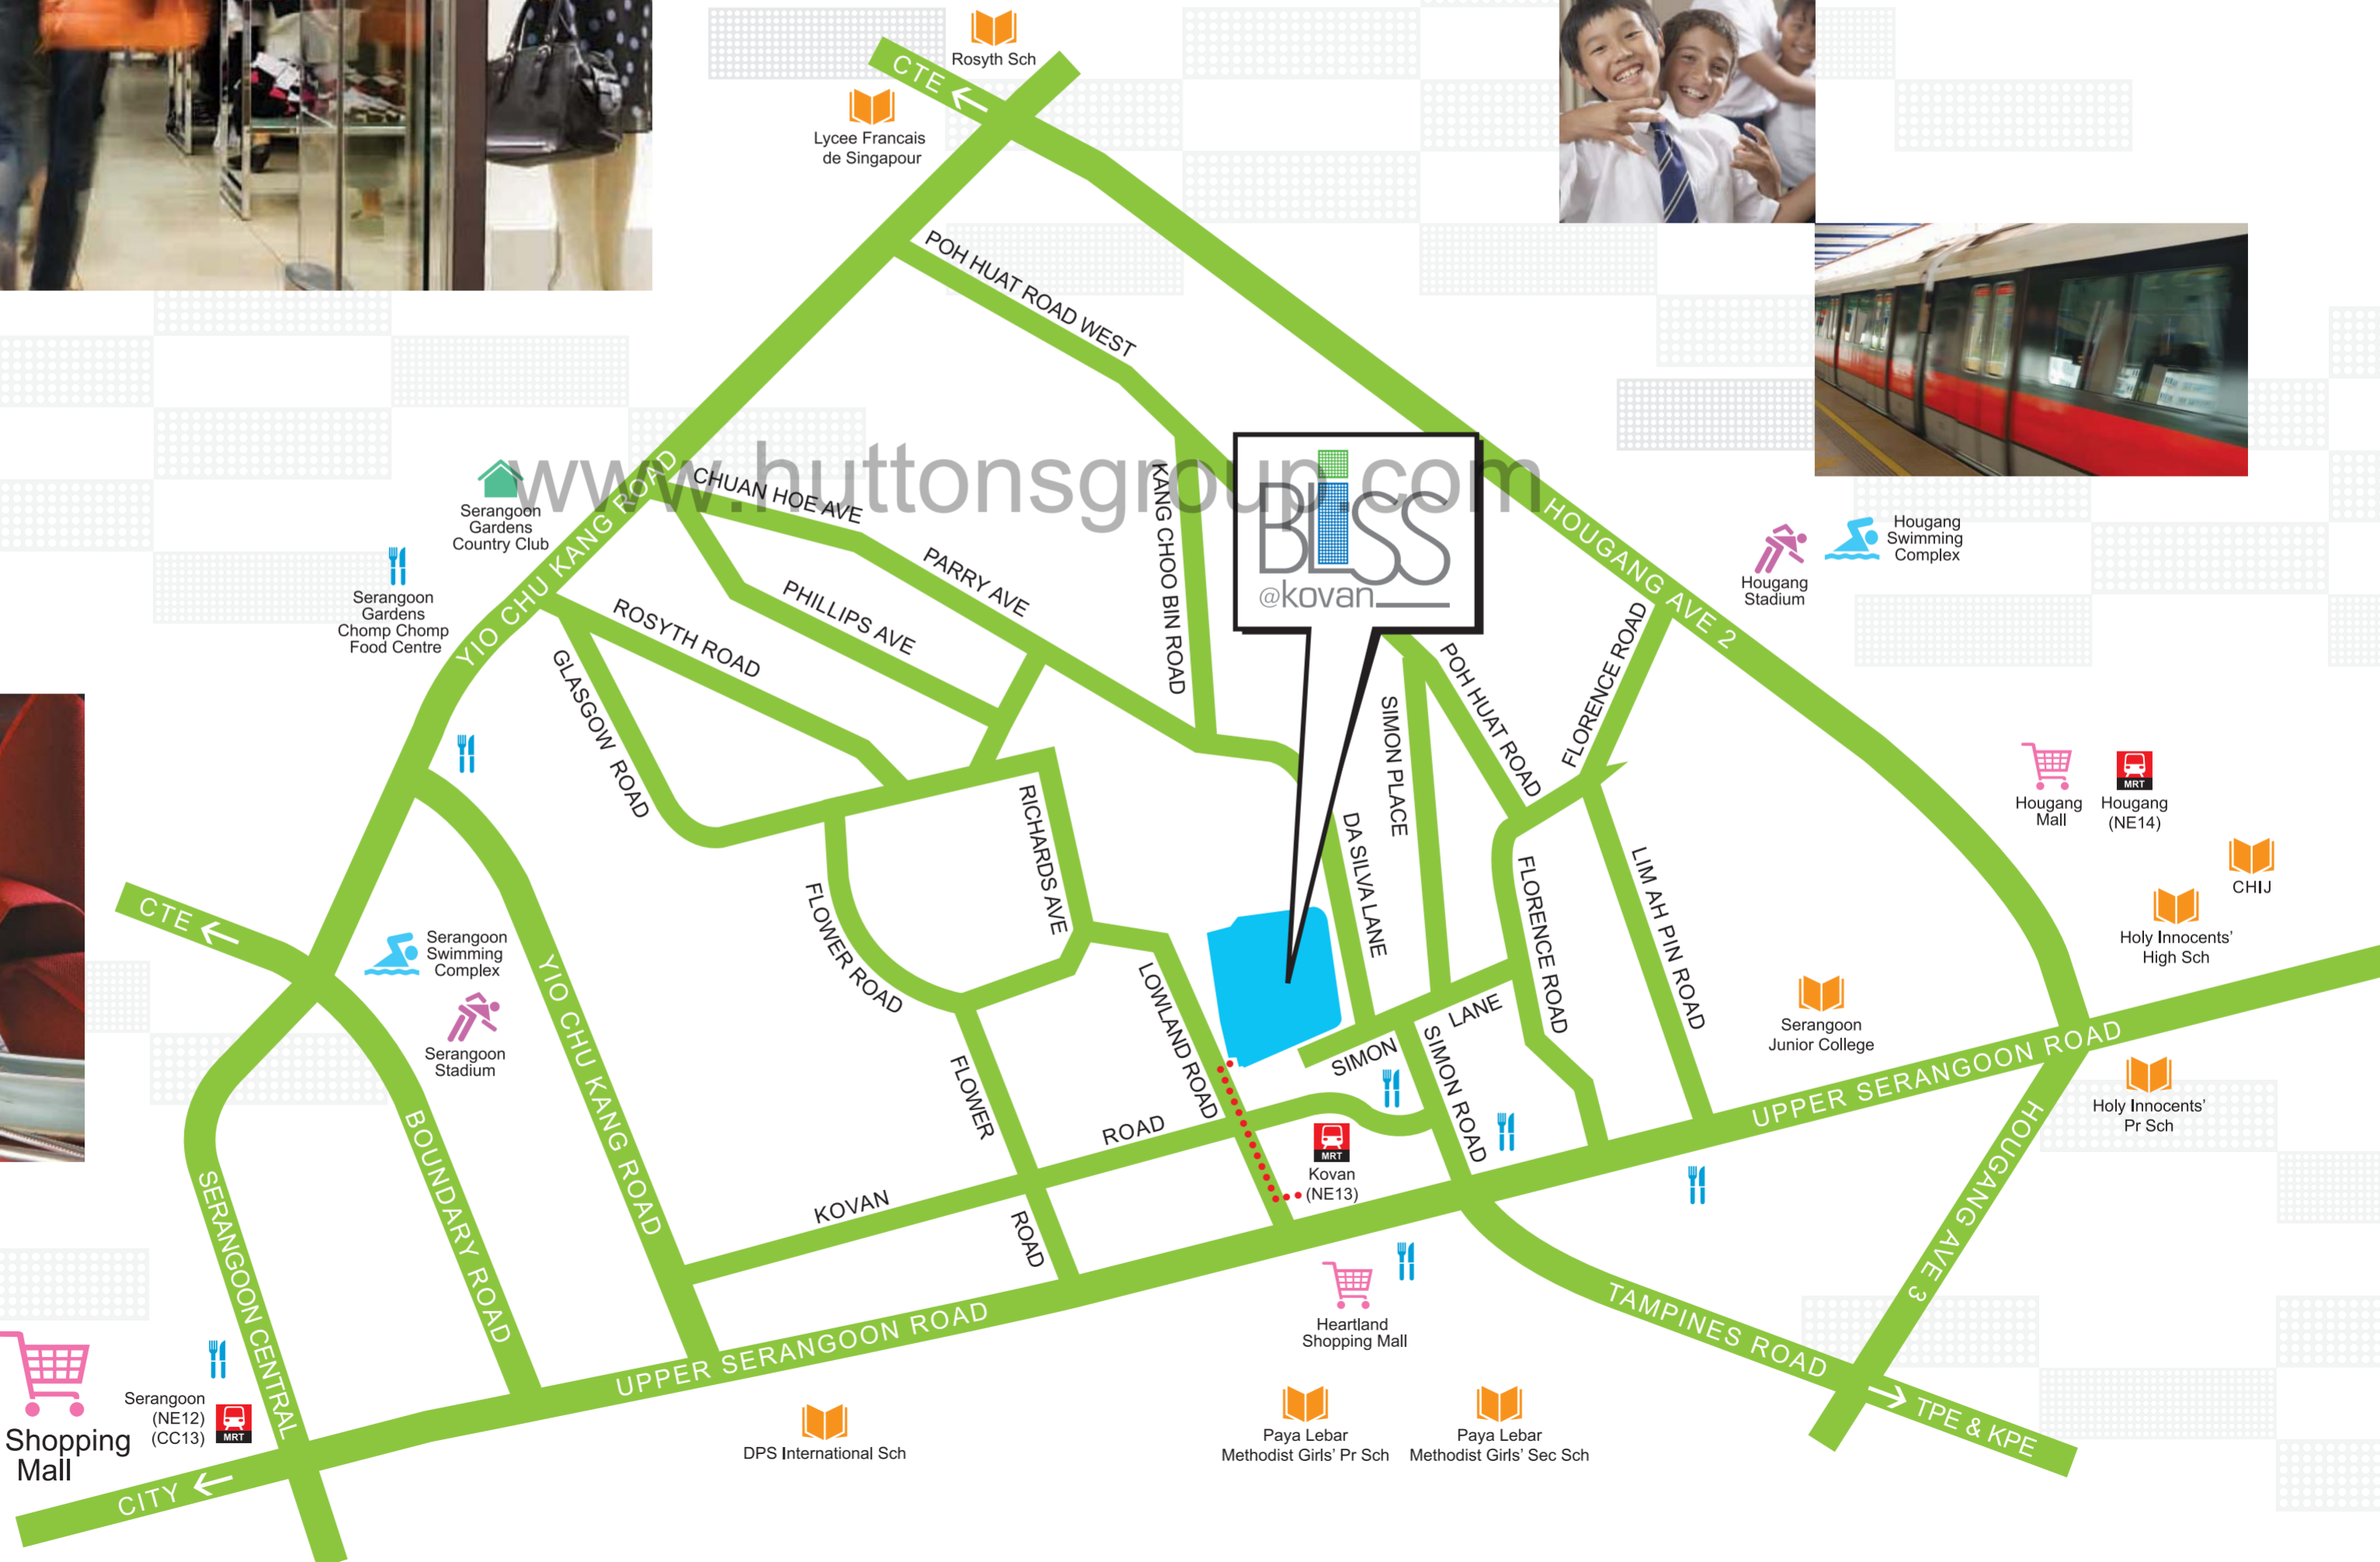 Rosyth Sch
CTE
Lycee Francais
de Singapour
POH HUAT ROAD WEST
www.huttonsgroup.com
BLiSS
@kovan
Serangoon
Gardens
Country Club
Serangoon
Gardens
Chomp Chomp
Food Centre
YIO CHU KANG ROAD
CHUAN HOE AVE
PARRY AVE
PHILLIPS AVE
ROSYTH ROAD
GLASGOW ROAD
KANG CHOO BIN ROAD
HOUGANG AVE 2
Hougang
Stadium
Hougang
Swimming
Complex
POH HUAT ROAD
FLORENCE ROAD
SIMON PLACE
DA SILVA LANE
RICHARDS AVE
FLOWER ROAD
LOWLAND ROAD
FLORENCE ROAD
LIM AH PIN ROAD
Hougang
Mall
MRT
Hougang
(NE14)
CHIJ
Holy Innocents'
High Sch
Serangoon
Junior College
CTE
Serangoon
Swimming
Complex
Serangoon
Stadium
YIO CHU KANG ROAD
BOUNDARY ROAD
SERANGOON CENTRAL
FLOWER
ROAD
KOVAN
ROAD
SIMON
LANE
SIMON ROAD
MRT
Kovan
(NE13)
UPPER SERANGOON ROAD
Holy Innocents'
Pr Sch
HOUGANG AVE 3
TAMPINES ROAD
TPE & KPE
Heartland
Shopping Mall
UPPER SERANGOON ROAD
Shopping
Mall
Serangoon
(NE12)
(CC13)
MRT
CITY
DPS International Sch
Paya Lebar
Methodist Girls' Pr Sch
Paya Lebar
Methodist Girls' Sec Sch